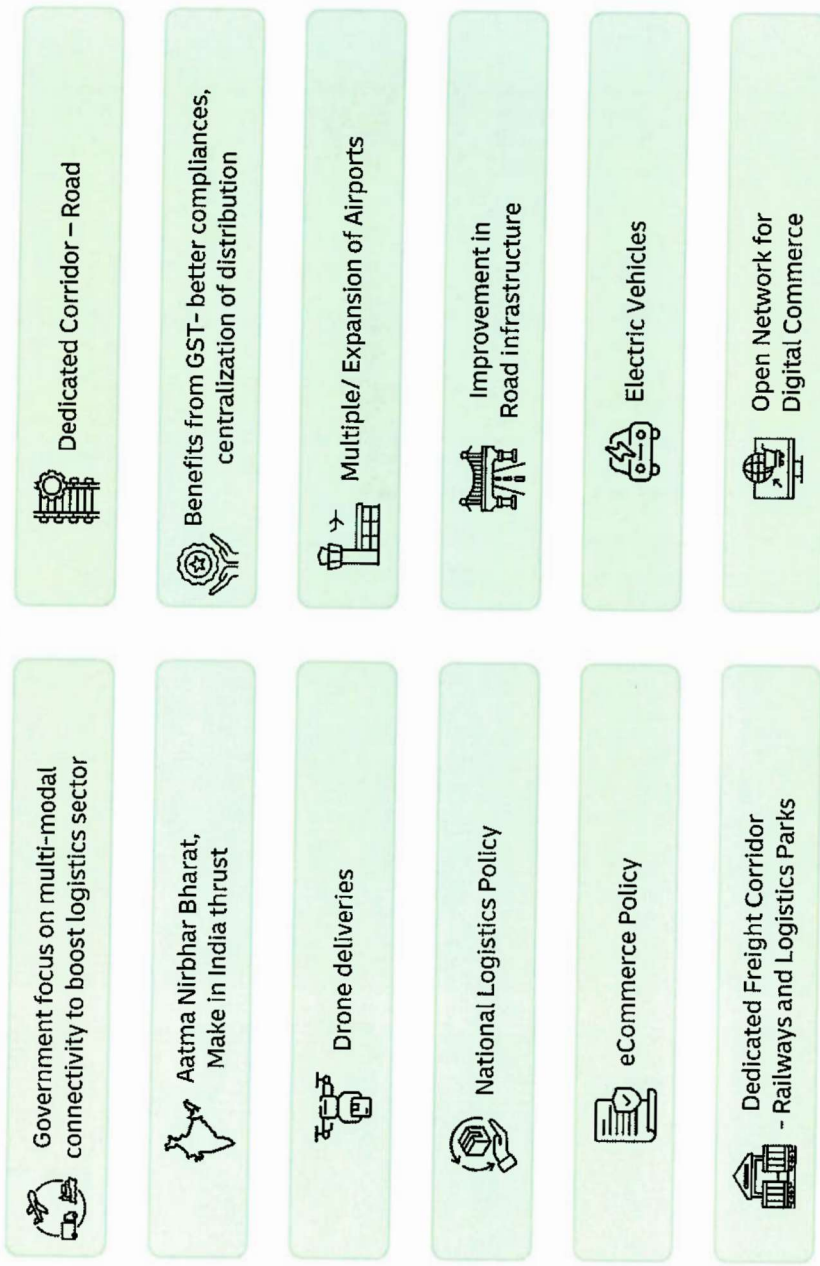 Government focus on multi-modal
connectivity to boost logistics sector
Aatma Nirbhar Bharat,
Make in India thrust
Drone deliveries
National Logistics Policy
eCommerce Policy
Dedicated Freight Corridor
- Railways and Logistics Parks
Dedicated Corridor – Road
Benefits from GST- better compliances,
centralization of distribution
Multiple/ Expansion of Airports
Improvement in
Road infrastructure
Electric Vehicles
Open Network for
Digital Commerce